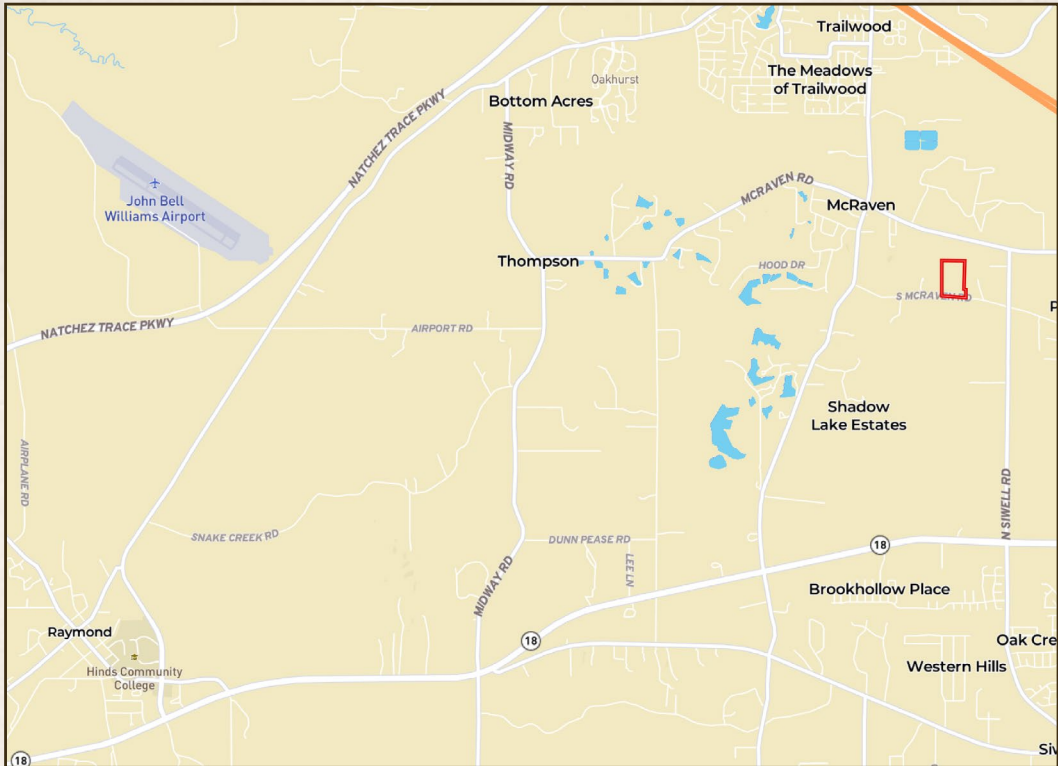 Trailwood
The Meadows
of Trailwood
Oakhurst
Bottom Acres
NATCHEZ TRACE PKWY
MIDWAY RD
John Bell
Williams Airport
MCRAVEN RD
McRaven
Thompson
HOOD DR
S MCRAVEN RD
P
NATCHEZ TRACE PKWY
AIRPORT RD
Shadow
Lake Estates
AIRPLANE RD
N SIWELL RD
SNAKE CREEK RD
DUNN PEASE RD
LEE LN
18
MIDWAY RD
Brookhollow Place
Raymond
18
Oak Cre
Hinds Community
College
Western Hills
Siv
18